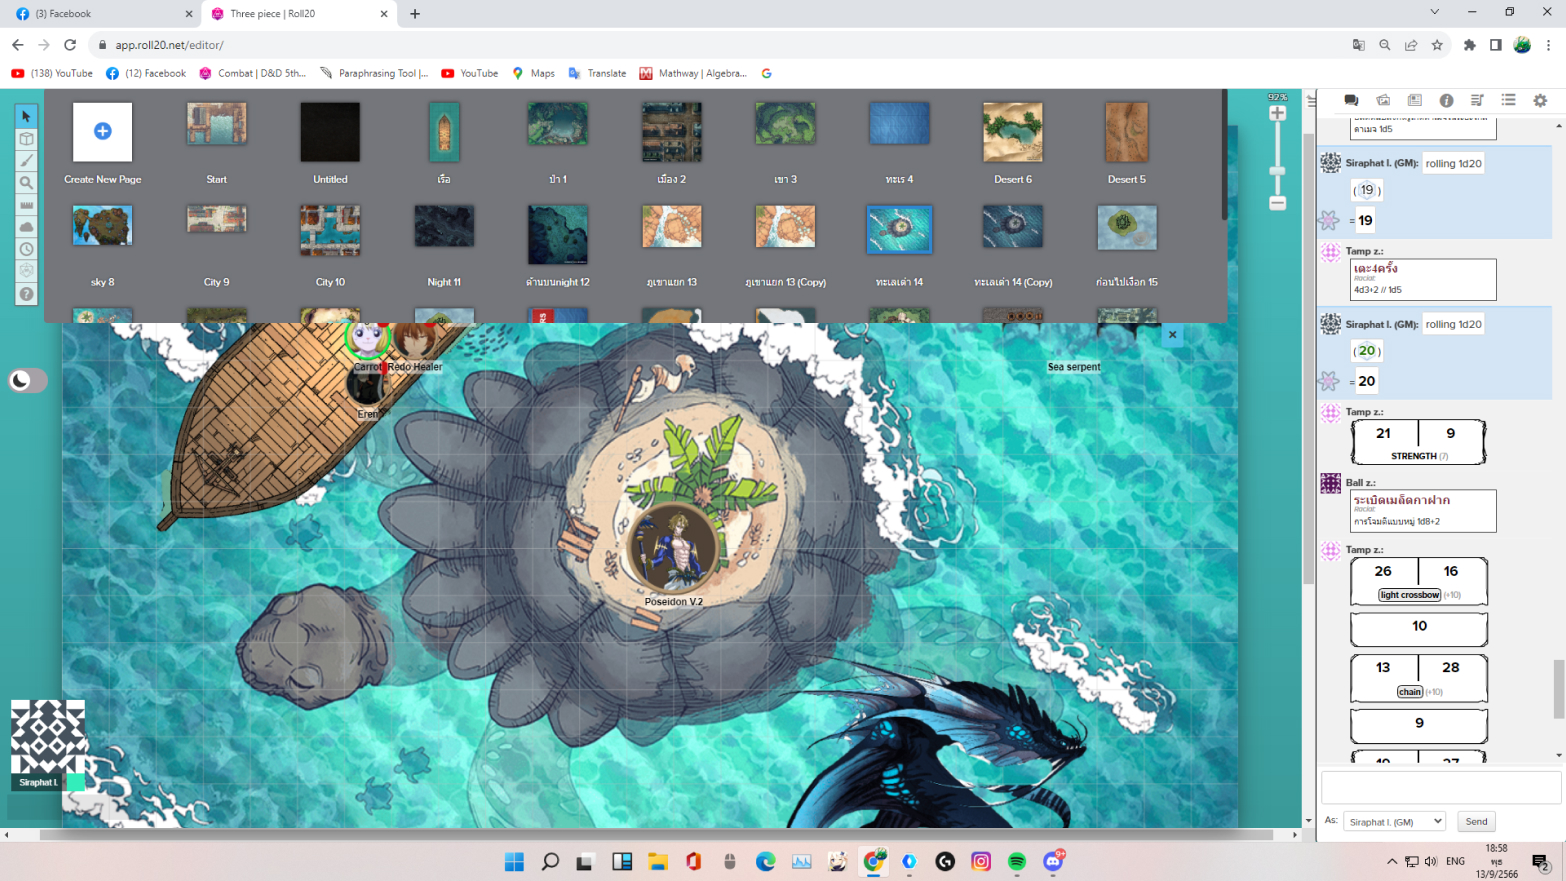 (3) Facebook
Three piece | Roll20
app.roll20.net/editor/
(138) YouTube
(12) Facebook
Combat | D&D 5th...
Paraphrasing Tool |...
YouTube
Maps
Translate
Mathway | Algebra...
92%
Create New Page
Start
Untitled
เรือ
ป่า 1
เมือง 2
เขา 3
ทะเร 4
Desert 6
Desert 5
sky 8
City 9
City 10
Night 11
ด้านบนnight 12
ภูเขาแยก 13
ภูเขาแยก 13 (Copy)
ทะเลเต่า 14
ทะเลเต่า 14 (Copy)
ก่อนไปเงือก 15
Carrot
Redo Healer
Eren
Sea serpent
Poseidon V.2
Siraphat I.
ดาเมจ 1d5
Siraphat I. (GM): rolling 1d20
(19)
= 19
Tamp z.:
เตะ4ครั้ง
Racial
4d3+2 // 1d5
Siraphat I. (GM): rolling 1d20
(20)
= 20
Tamp z.:
21 9
STRENGTH (7)
Ball z.:
ระเบิดเมล็ดกาฝาก
Racial
การโจมตีแบบหมู่ 1d8+2
Tamp z.:
26 16
light crossbow (+10)
10
13 28
chain (+10)
9
19 27
As: Siraphat I. (GM) Send
9+
ENG
18:58
พุธ
13/9/2566
2